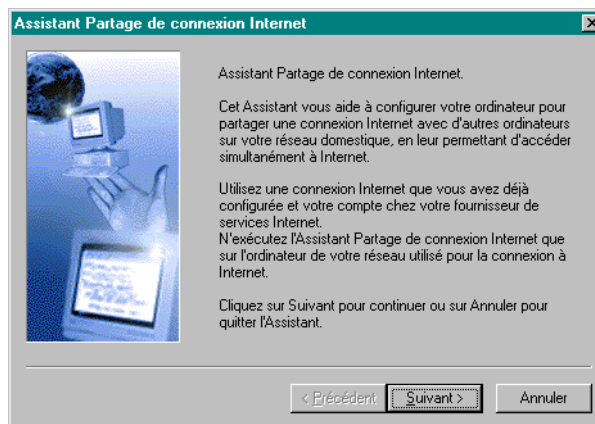 Assistant Partage de connexion Internet
Assistant Partage de connexion Internet.
Cet Assistant vous aide à configurer votre ordinateur pour
partager une connexion Internet avec d'autres ordinateurs
sur votre réseau domestique, en leur permettant d'accéder
simultanément à Internet.
Utilisez une connexion Internet que vous avez déjà
configurée et votre compte chez votre fournisseur de
services Internet.
N'exécutez l'Assistant Partage de connexion Internet que
sur l'ordinateur de votre réseau utilisé pour la connexion à
Internet.
Cliquez sur Suivant pour continuer ou sur Annuler pour
quitter l'Assistant.
< Précédent Suivant > Annuler